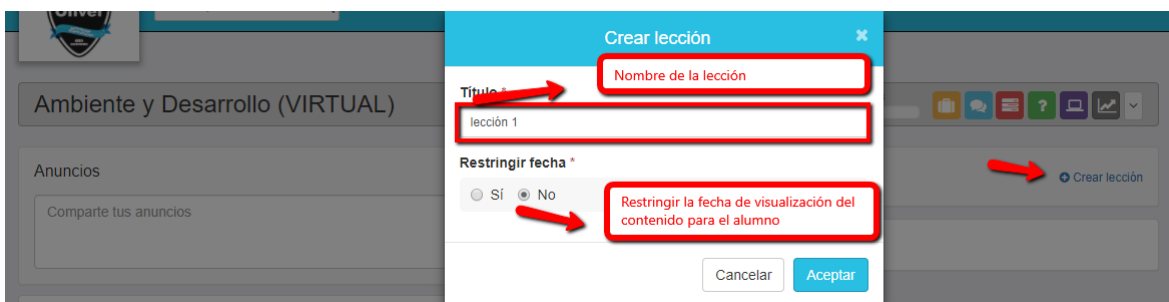 Oliver
Crear lección
Nombre de la lección
Título *
lección 1
Ambiente y Desarrollo (VIRTUAL)
Restringir fecha *
Sí No
Restringir la fecha de visualización del
contenido para el alumno
Anuncios
Comparte tus anuncios
Crear lección
Cancelar Aceptar